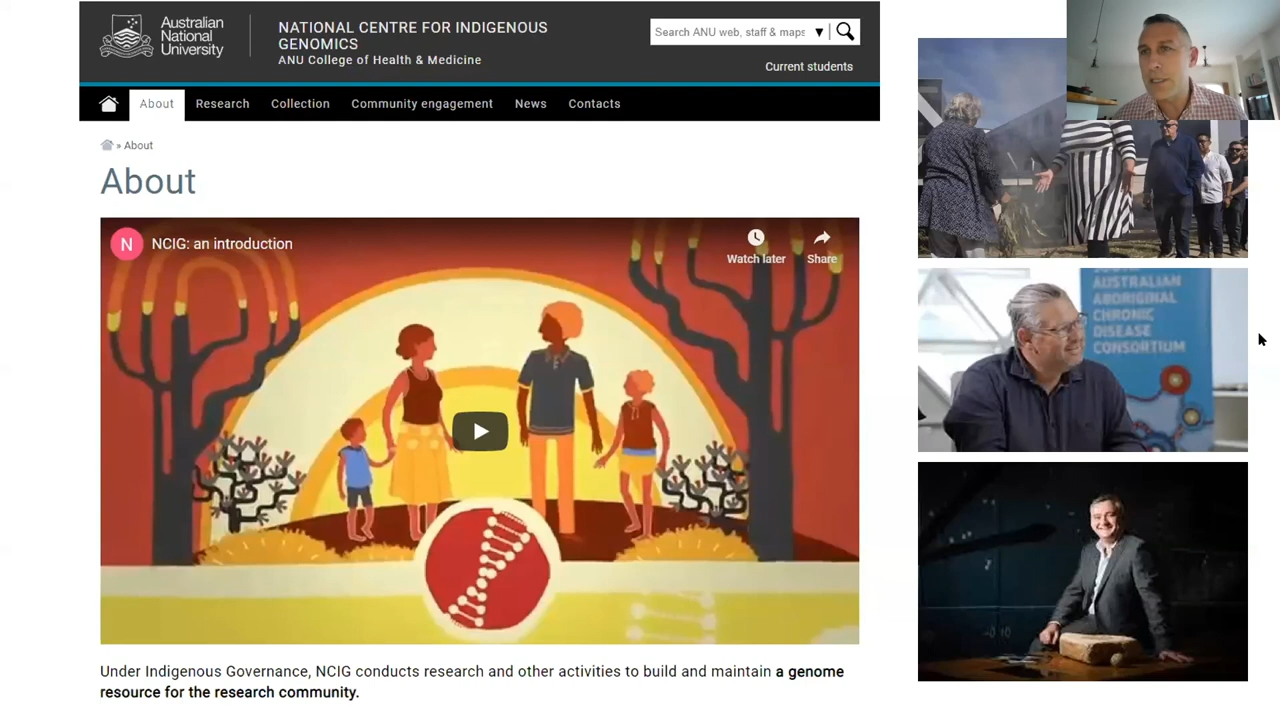 Australian
National
University
NATIONAL CENTRE FOR INDIGENOUS
GENOMICS
ANU College of Health & Medicine
Search ANU web, staff & maps
Current students
About
Research
Collection
Community engagement
News
Contacts
» About
About
N
NCIG: an introduction
Watch later
Share
Under Indigenous Governance, NCIG conducts research and other activities to build and maintain a genome
resource for the research community.
AUSTRALIAN
ABORIGINAL
CHRONIC
DISEASE
CONSORTIUM